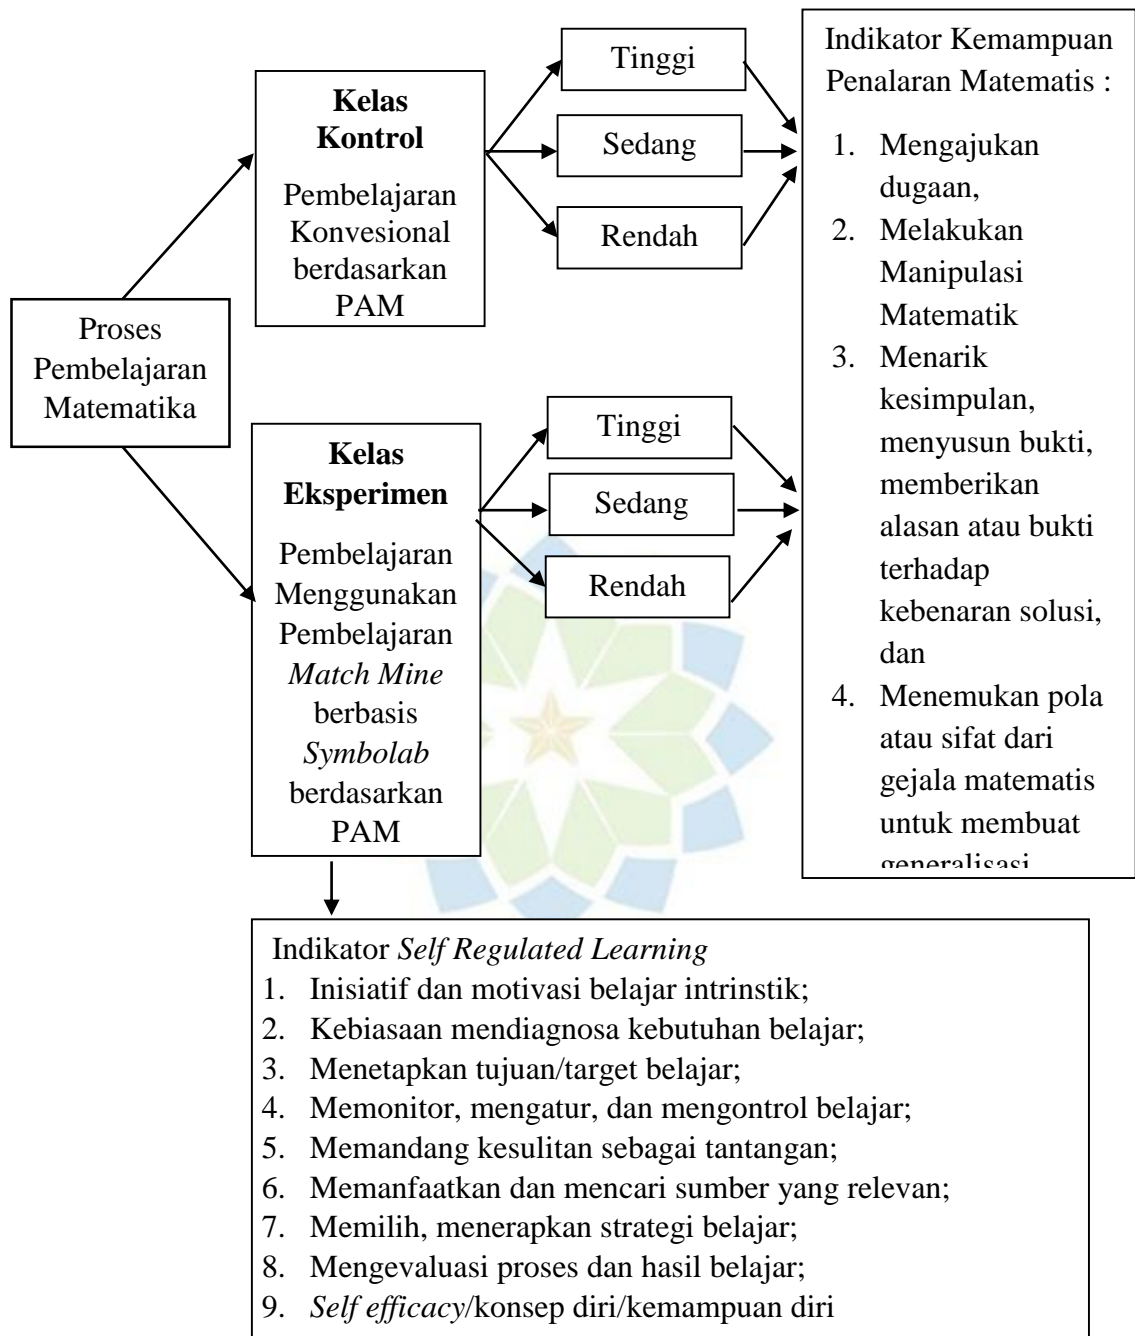 Proses
Pembelajaran
Matematika
Kelas
Kontrol
Pembelajaran
Konvesional
berdasarkan
PAM
Tinggi
Sedang
Rendah
Kelas
Eksperimen
Pembelajaran
Menggunakan
Pembelajaran
Match Mine
berbasis
Symbolab
berdasarkan
PAM
Tinggi
Sedang
Rendah
Indikator Kemampuan
Penalaran Matematis :
1. Mengajukan
dugaan,
2. Melakukan
Manipulasi
Matematik
3. Menarik
kesimpulan,
menyusun bukti,
memberikan
alasan atau bukti
terhadap
kebenaran solusi,
dan
4. Menemukan pola
atau sifat dari
gejala matematis
untuk membuat
generalisasi
Indikator Self Regulated Learning
1. Inisiatif dan motivasi belajar intrinstik;
2. Kebiasaan mendiagnosa kebutuhan belajar;
3. Menetapkan tujuan/target belajar;
4. Memonitor, mengatur, dan mengontrol belajar;
5. Memandang kesulitan sebagai tantangan;
6. Memanfaatkan dan mencari sumber yang relevan;
7. Memilih, menerapkan strategi belajar;
8. Mengevaluasi proses dan hasil belajar;
9. Self efficacy/konsep diri/kemampuan diri